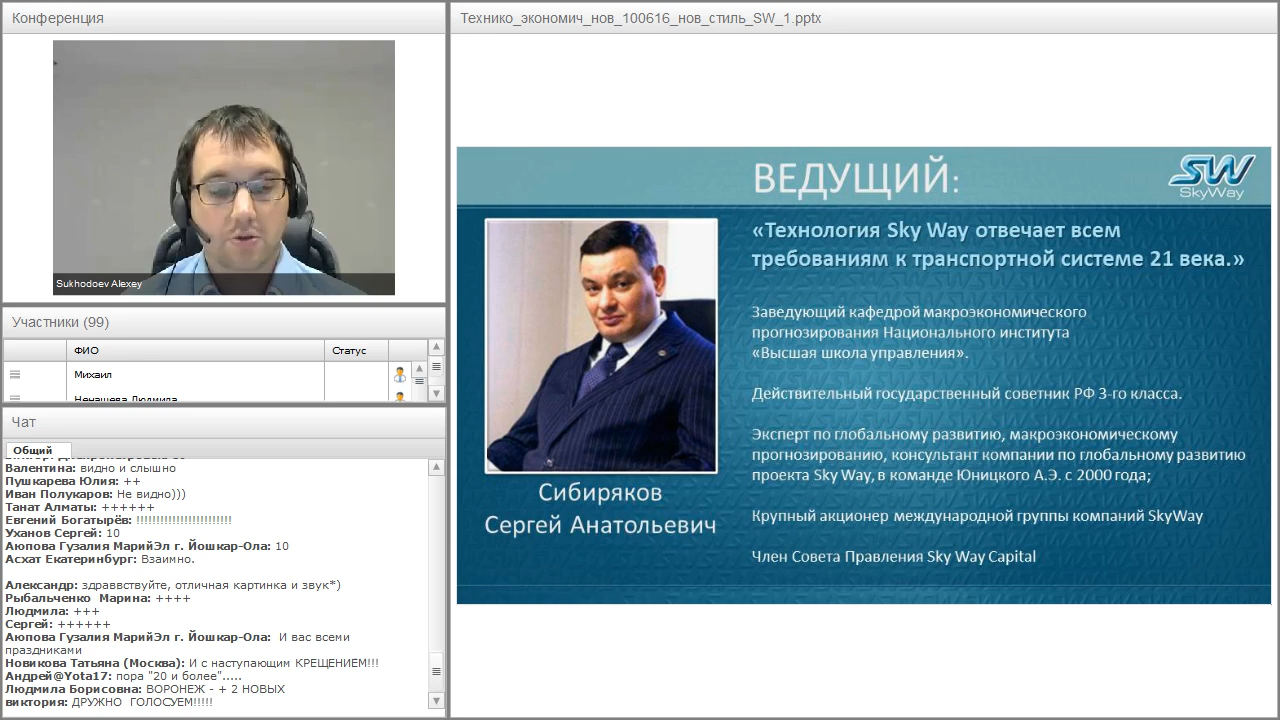 Конференция
Sukhodoev Alexey
Участники (99)
ФИО
Статус
Михаил
Ненашева Людмила
Чат
Общий
Валентина: видно и слышно
Пушкарева Юлия: ++
Иван Полукаров: Не видно)))
Танат Алматы: ++++++
Евгений Богатырёв: !!!!!!!!!!!!!!!!!!!!!!!!
Уханов Сергей: 10
Аюпова Гузалия МарийЭл г. Йошкар-Ола: 10
Асхат Екатеринбург: Взаимно.
Александр: здраввствуйте, отличная картинка и звук*)
Рыбальченко Марина: ++++
Людмила: +++
Сергей: ++++++
Аюпова Гузалия МарийЭл г. Йошкар-Ола: И вас всеми
праздниками
Новикова Татьяна (Москва): И с наступающим КРЕЩЕНИЕМ!!!
Андрей@Yota17: пора "20 и более".....
Людмила Борисовна: ВОРОНЕЖ - + 2 НОВЫХ
виктория: ДРУЖНО ГОЛОСУЕМ!!!!!
Технико_экономич_нов_100616_нов_стиль_SW_1.pptx
ВЕДУЩИЙ:
SW
SkyWay
«Технология Sky Way отвечает всем
требованиям к транспортной системе 21 века.»
Заведующий кафедрой макроэкономического
прогнозирования Национального института
«Высшая школа управления».
Действительный государственный советник РФ 3-го класса.
Эксперт по глобальному развитию, макроэкономическому
прогнозированию, консультант компании по глобальному развитию
проекта Sky Way, в команде Юницкого А.Э. с 2000 года;
Крупный акционер международной группы компаний SkyWay
Член Совета Правления Sky Way Capital
Сибиряков
Сергей Анатольевич